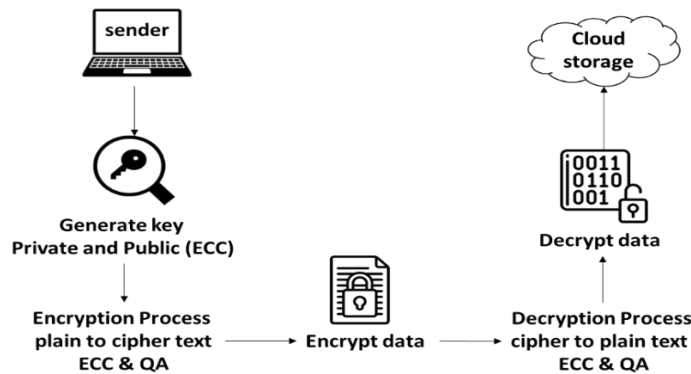 sender
Generate key
Private and Public (ECC)
Encryption Process
plain to cipher text
ECC & QA
Encrypt data
Decryption Process
cipher to plain text
ECC & QA
Decrypt data
0011
0110
001
Cloud
storage